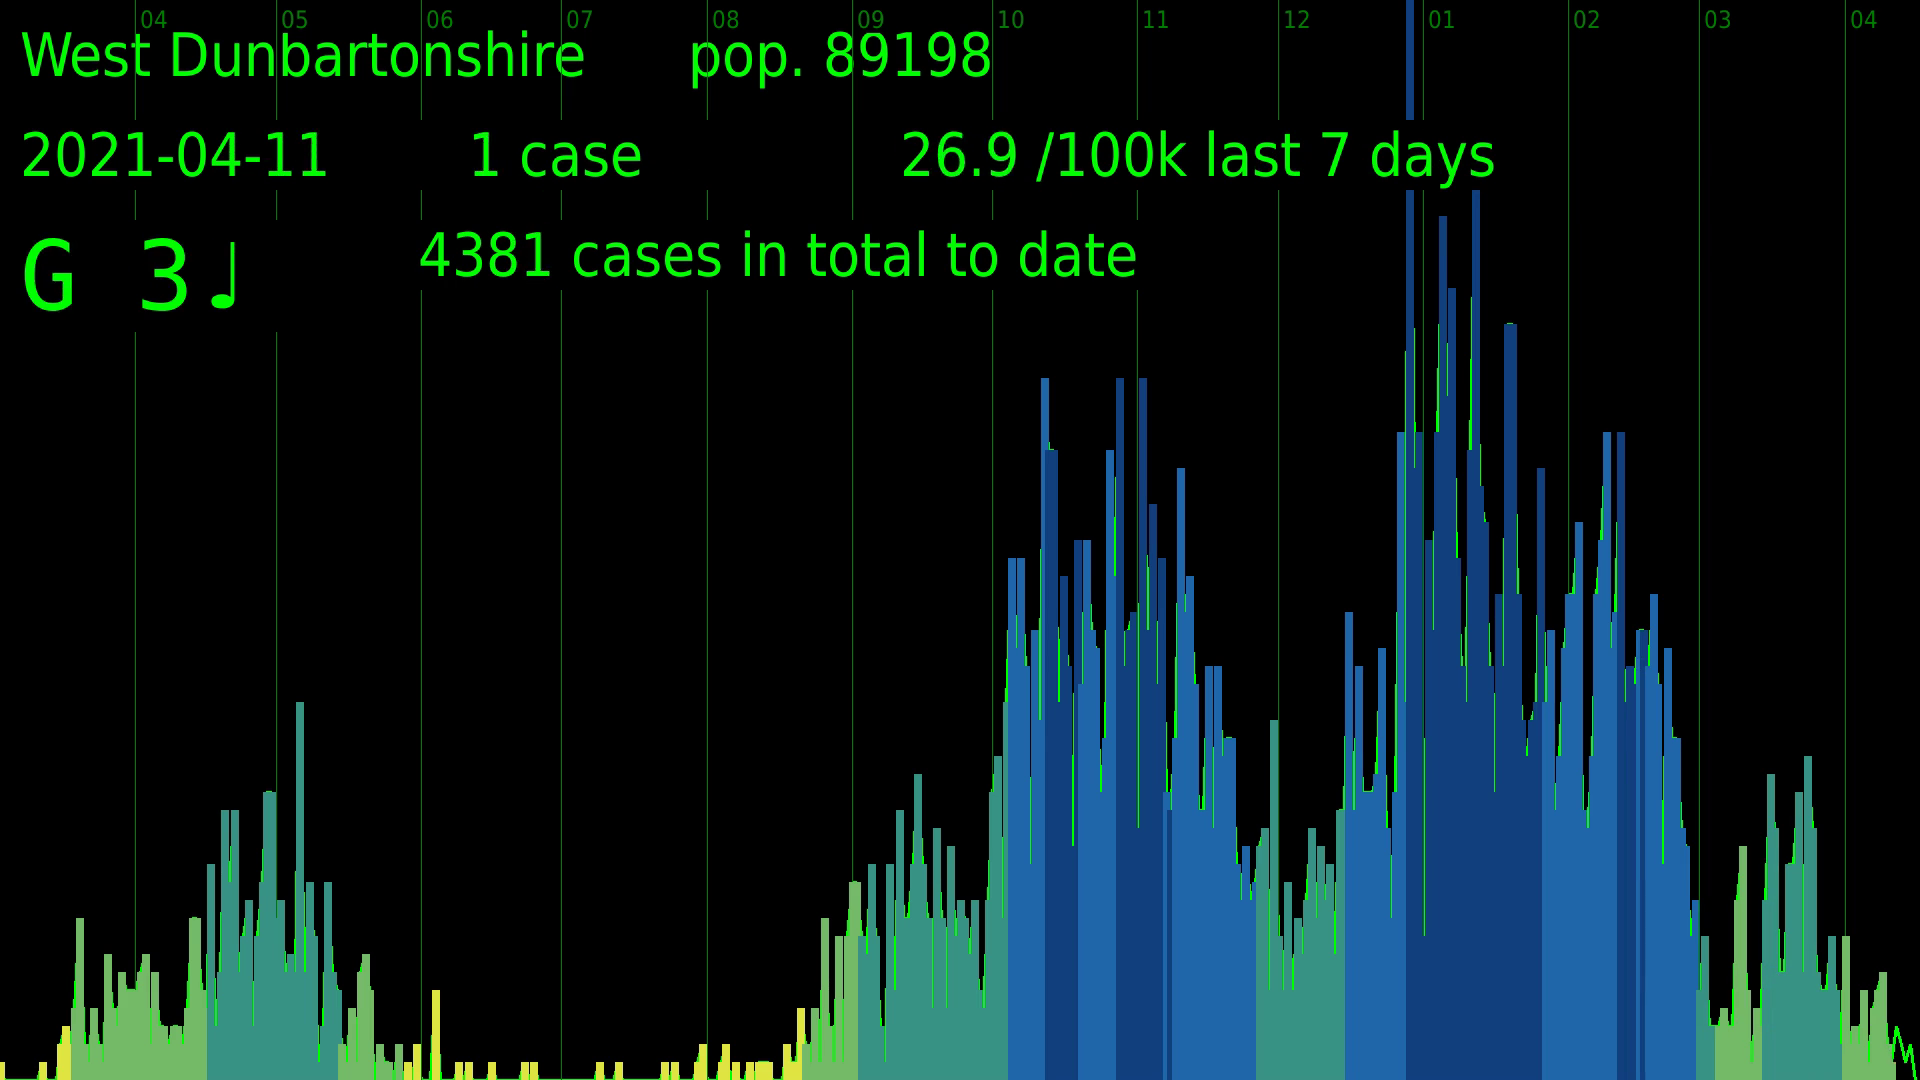 04 05 06 07 08 09 10 11 12 01 02 03 04
West Dunbartonshire pop. 89198
2021-04-11 1 case 26.9 /100k last 7 days
G 3♩ 4381 cases in total to date